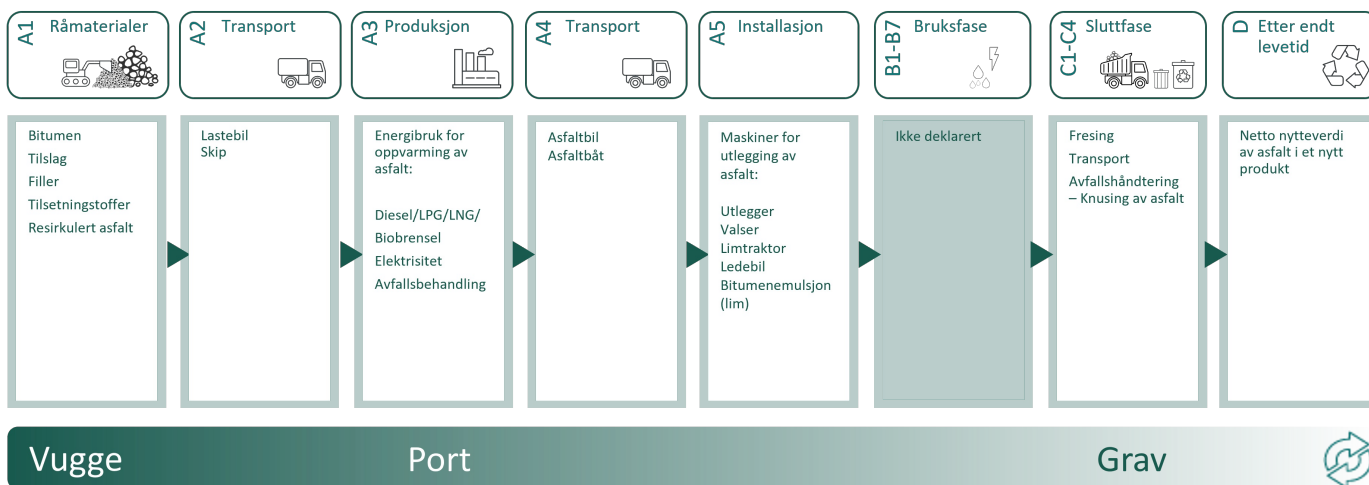 A1 Råmaterialer
A2 Transport
A3 Produksjon
A4 Transport
A5 Installasjon
B1-B7 Bruksfase
C1-C4 Sluttfase
D Etter endt
levetid
Bitumen
Tilslag
Filler
Tilsetningstoffer
Resirkulert asfalt
Lastebil
Skip
Energibruk for
oppvarming av
asfalt:
Diesel/LPG/LNG/
Biobrensel
Elektrisitet
Avfallsbehandling
Asfaltbil
Asfaltbåt
Maskiner for
utlegging av
asfalt:
Utlegger
Valser
Limtraktor
Ledebil
Bitumenemulsjon
(lim)
Ikke deklarert
Fresing
Transport
Avfallshåndtering
– Knusing av asfalt
Netto nytteverdi
av asfalt i et nytt
produkt
Vugge
Port
Grav